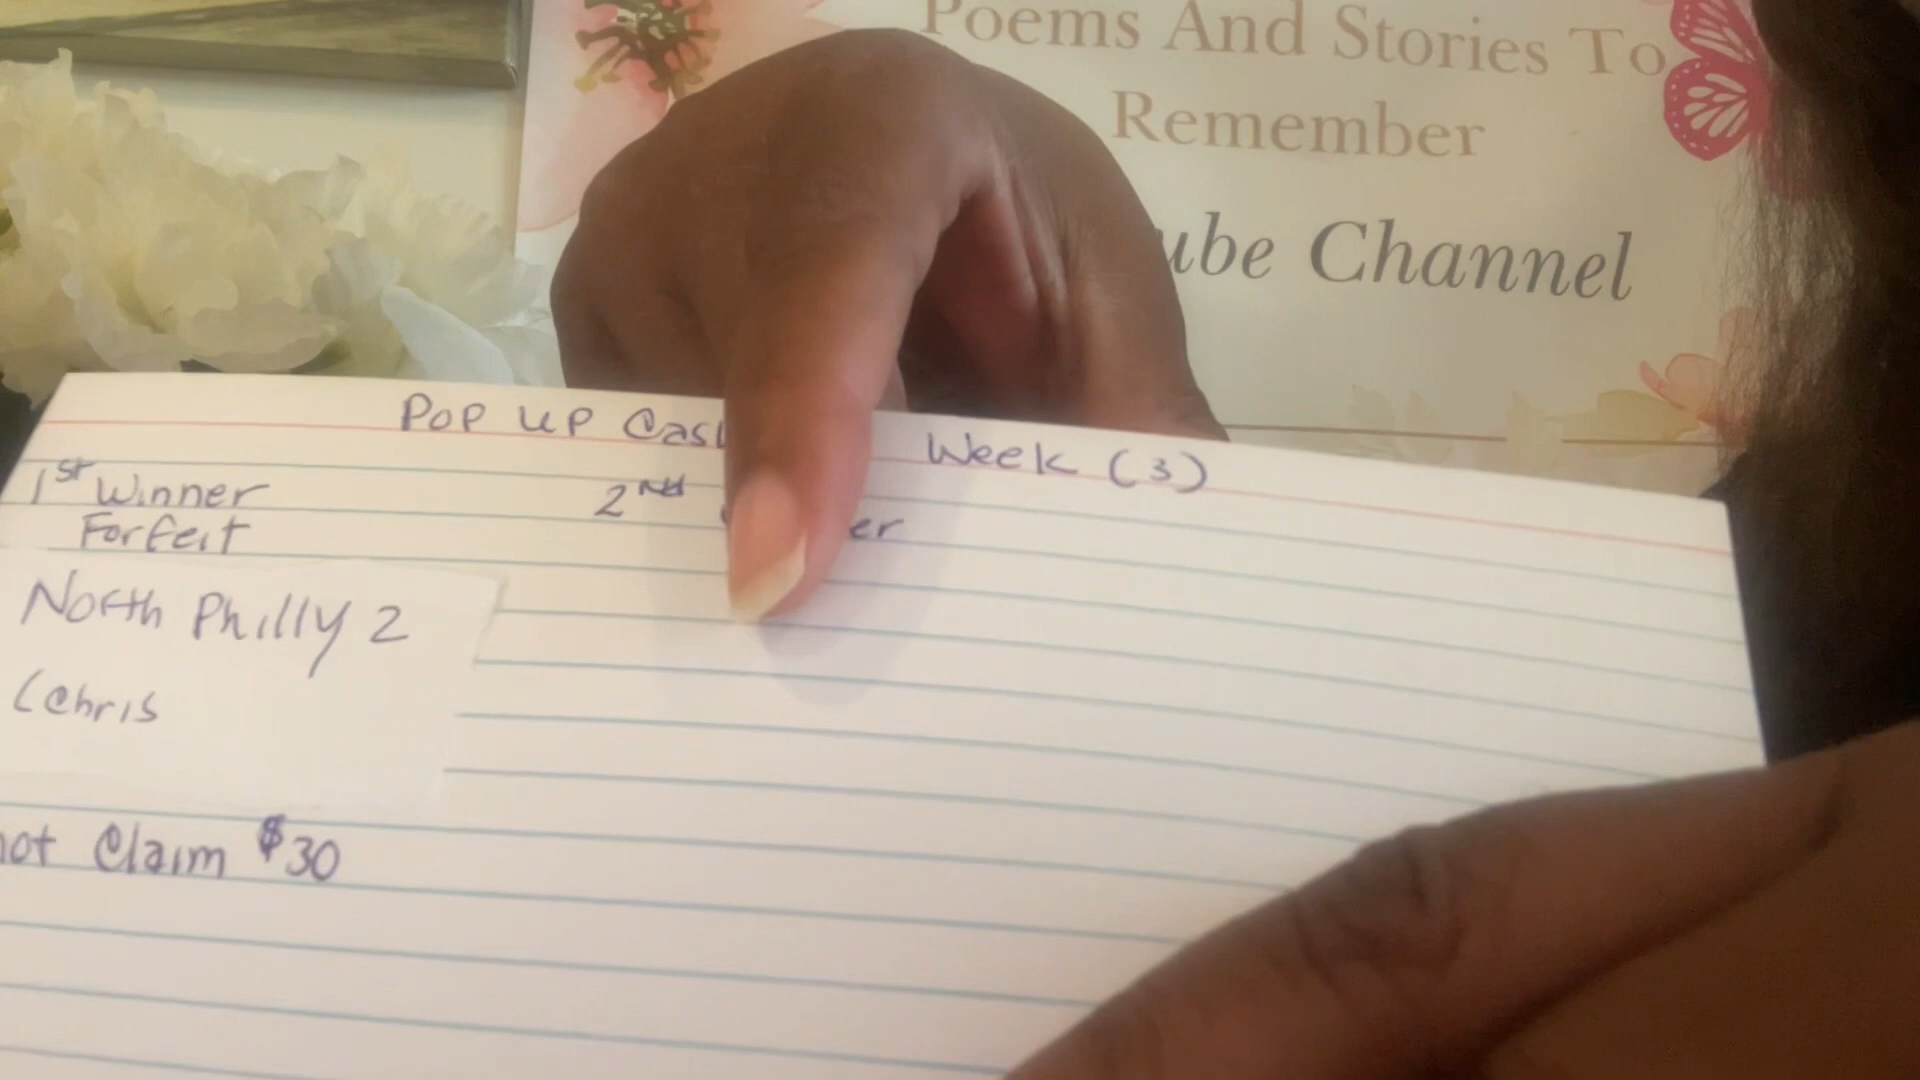 Poems And Stories To
Remember
ube Channel
Pop up Cas Week (3)
1st Winner 2nd er
Forfeit
North Philly 2
(Chris
not Claim $30